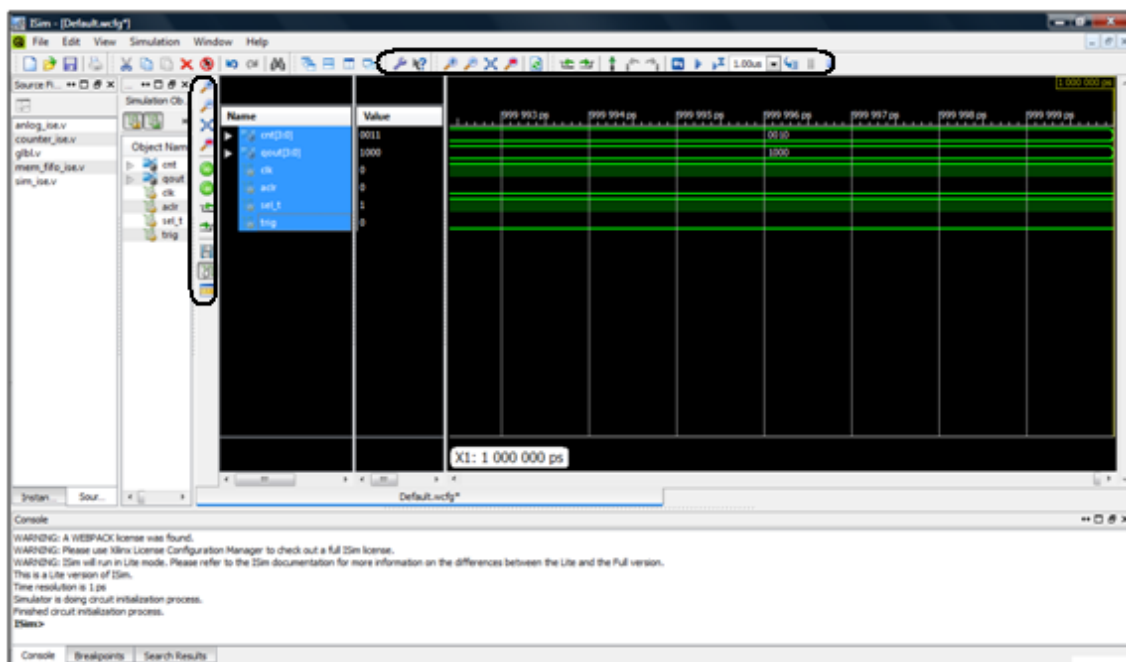 ISim - [Default.wcfg*]
File Edit View Simulation Window Help
1.00us
Source Fi...
Simulation Ob...
anlog_ise.v
counter_ise.v
glbl.v
mem_fifo_ise.v
sim_ise.v
Object Nam
cnt
qout
clk
aclr
sel_t
trig
Name Value
cnt[3:0] 0011
qout[3:0] 1000
clk 0
aclr 0
sel_t 1
trig 0
1 000 000 ps
999 993 ps 999 994 ps 999 995 ps 999 996 ps 999 997 ps 999 998 ps 999 999 ps
0010
1000
X1: 1 000 000 ps
Instan... Sour...
Default.wcfg*
Console
WARNING: A WEBPACK license was found.
WARNING: Please use Xilinx License Configuration Manager to check out a full ISim license.
WARNING: ISim will run in Lite mode. Please refer to the ISim documentation for more information on the differences between the Lite and the Full version.
This is a Lite version of ISim.
Time resolution is 1 ps
Simulator is doing circuit initialization process.
Finished circuit initialization process.
ISim>
Console Breakpoints Search Results